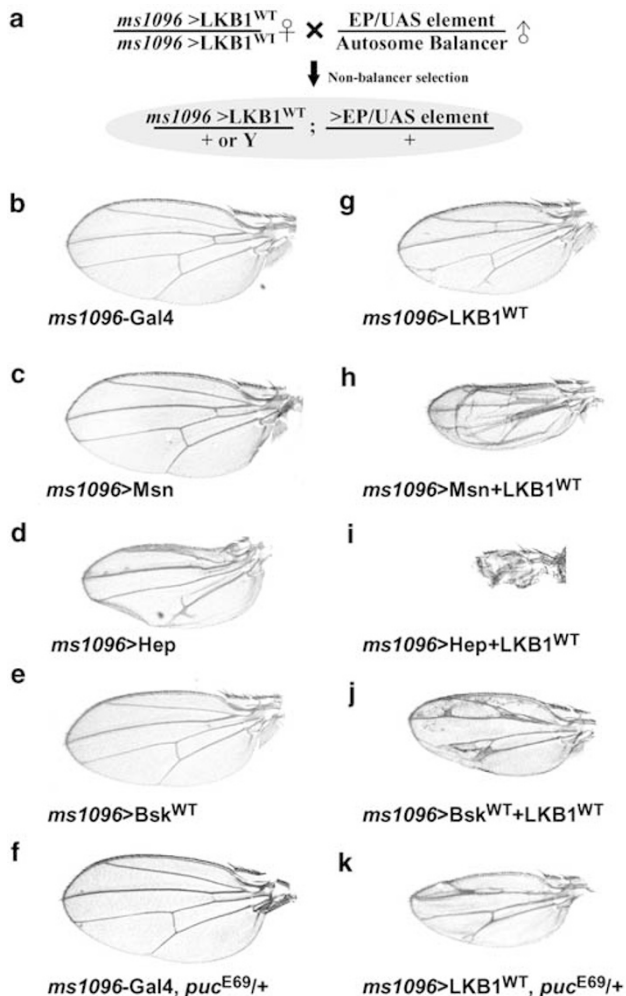 a
ms1096 >LKB1WT ♀ × EP/UAS element ♂
ms1096 >LKB1WT Autosome Balancer
Non-balancer selection
ms1096 >LKB1WT ; >EP/UAS element
+ or Y +
b
ms1096-Gal4
g
ms1096>LKB1WT
c
ms1096>Msn
h
ms1096>Msn+LKB1WT
d
ms1096>Hep
i
ms1096>Hep+LKB1WT
e
ms1096>BskWT
j
ms1096>BskWT+LKB1WT
f
ms1096-Gal4, pucE69/+
k
ms1096>LKB1WT, pucE69/+